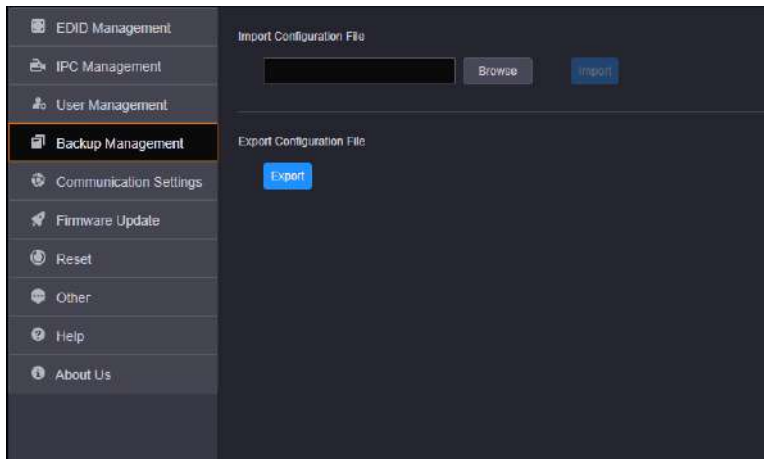 EDID Management
IPC Management
User Management
Backup Management
Communication Settings
Firmware Update
Reset
Other
Help
About Us
Import Configuration File
Browse
Import
Export Configuration File
Export